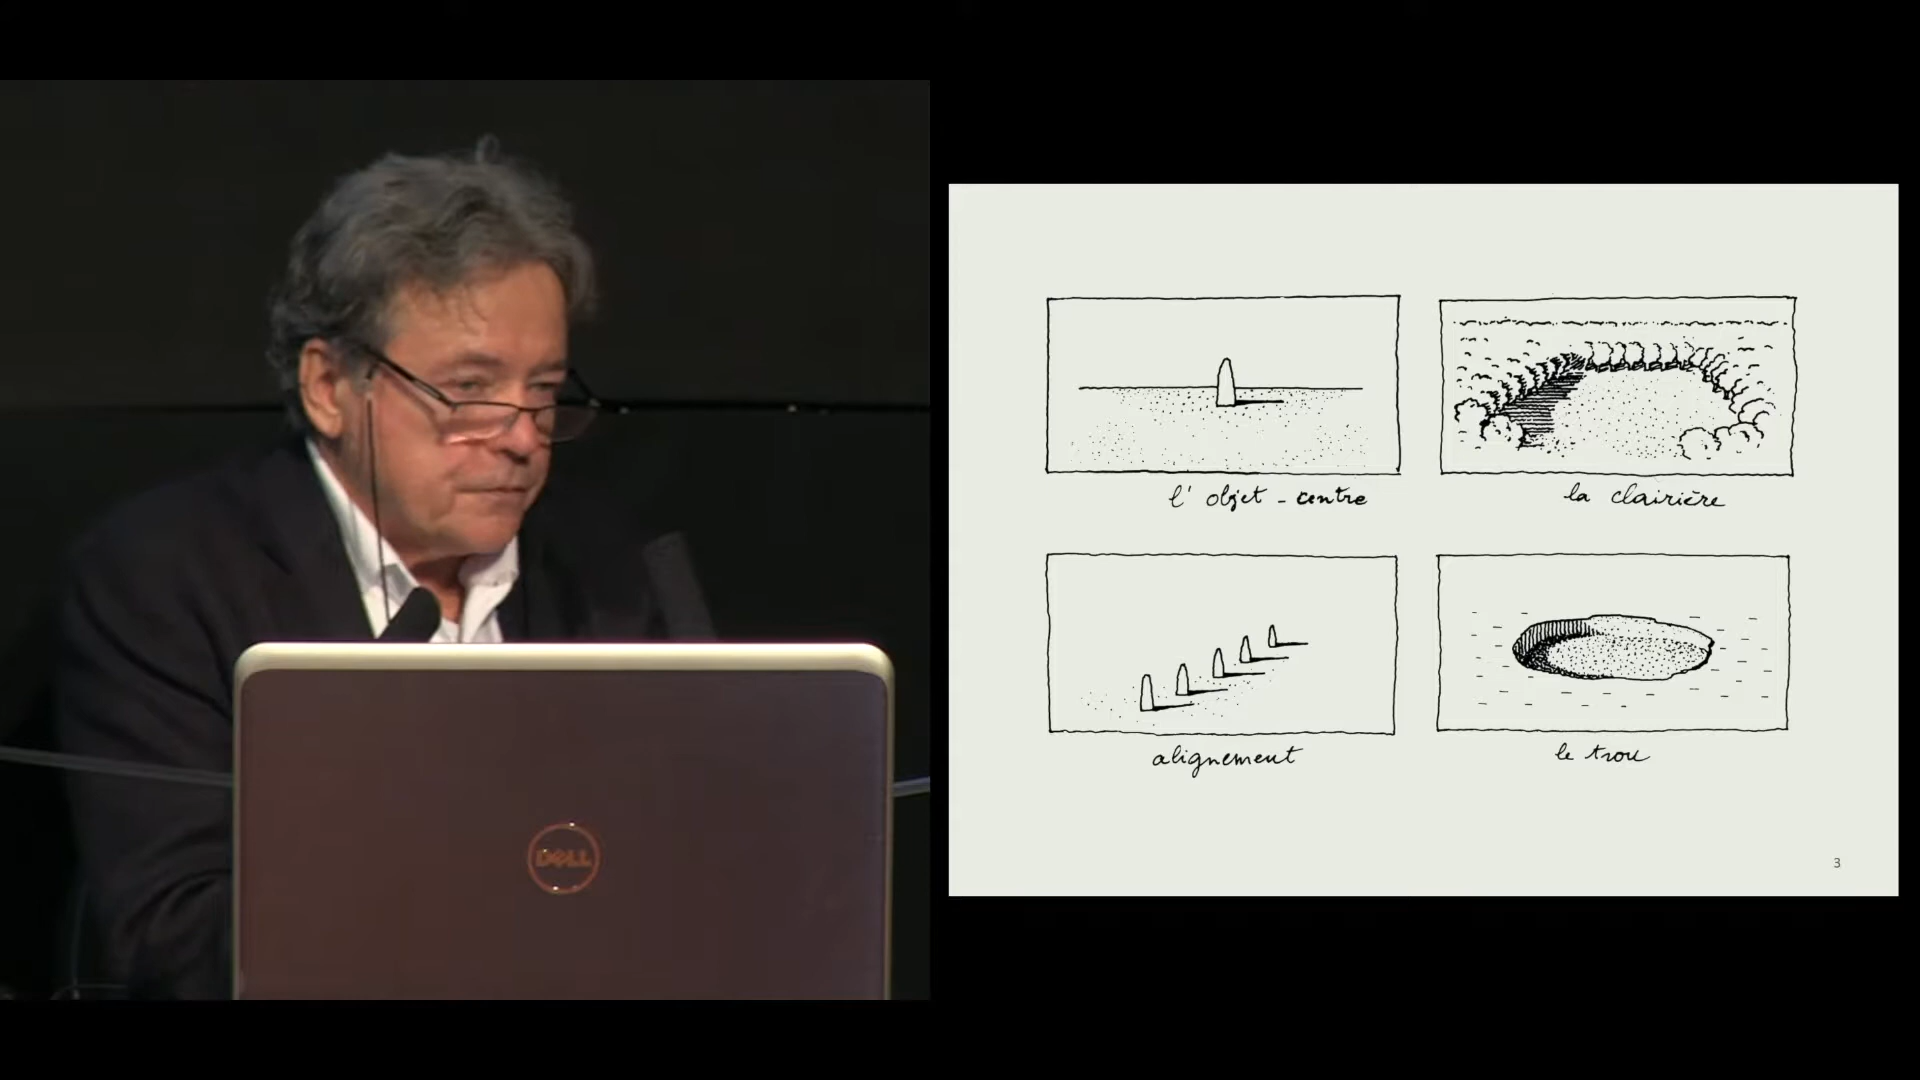 l'objet - centre
la clairière
alignement
le trou
3
DELL